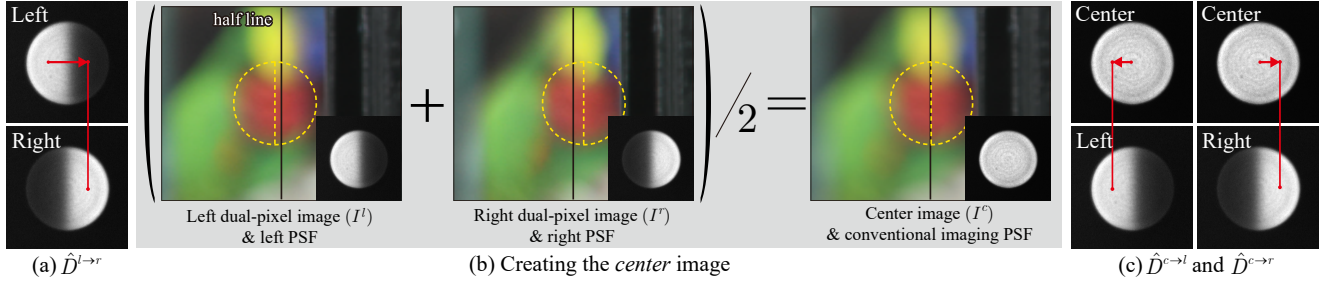 Left
Right
(a) D̂^{l→r}
half line
( + ) / 2 =
Left dual-pixel image (I^l)
& left PSF
Right dual-pixel image (I^r)
& right PSF
Center image (I^c)
& conventional imaging PSF
(b) Creating the center image
Center
Center
Left
Right
(c) D̂^{c→l} and D̂^{c→r}